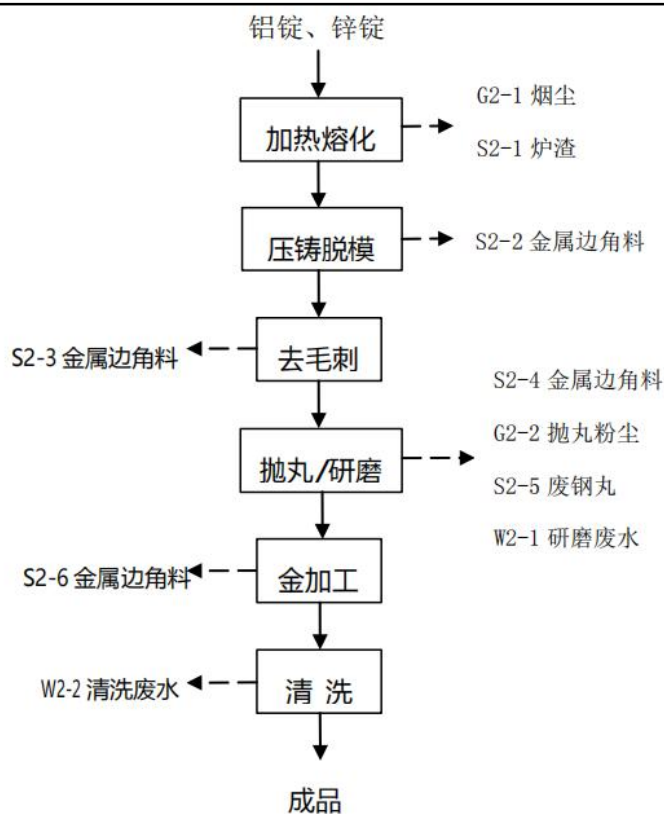 铝锭、锌锭
G2-1 烟尘
加热熔化
S2-1 炉渣
压铸脱模
S2-2 金属边角料
S2-3 金属边角料
去毛刺
S2-4 金属边角料
G2-2 抛丸粉尘
抛丸/研磨
S2-5 废钢丸
W2-1 研磨废水
S2-6 金属边角料
金加工
W2-2 清洗废水
清 洗
成品